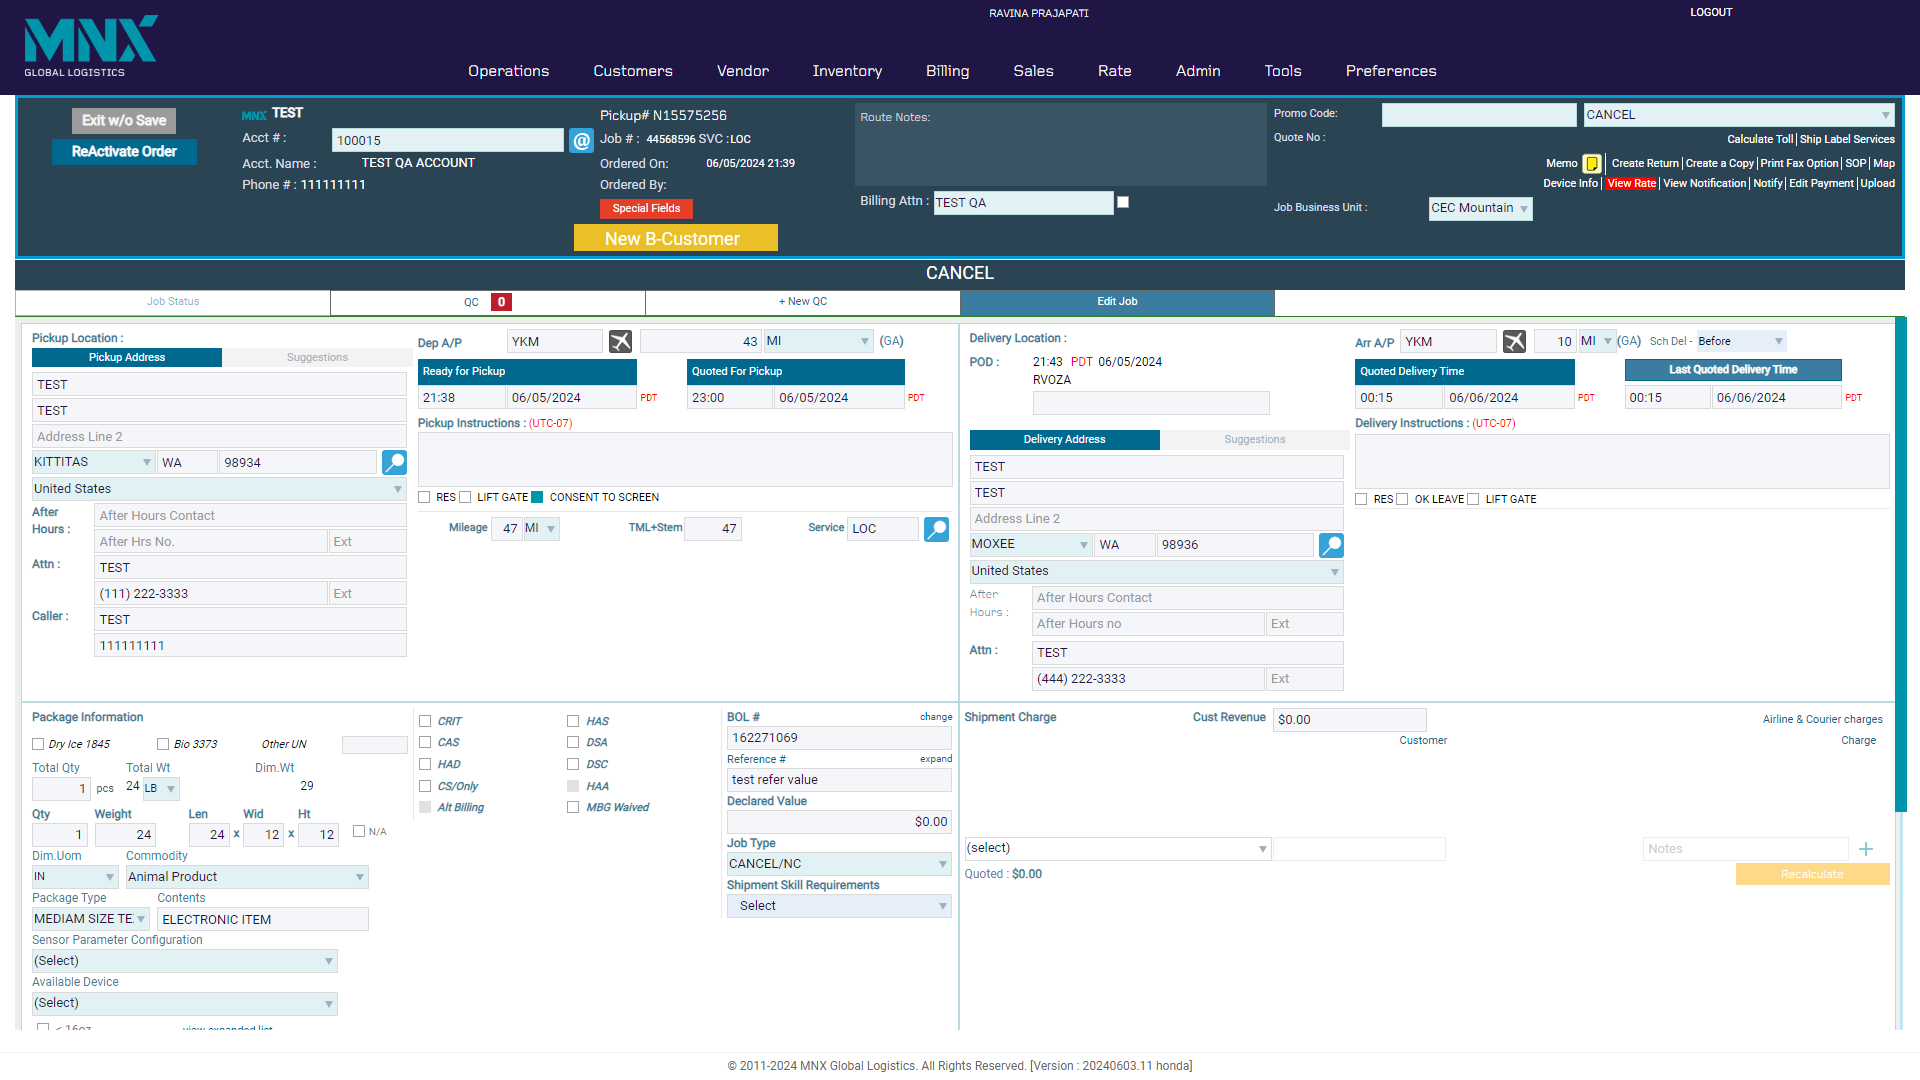 MNX
GLOBAL LOGISTICS
RAVINA PRAJAPATI
LOGOUT
Operations Customers Vendor Inventory Billing Sales Rate Admin Tools Preferences
Exit w/o Save
ReActivate Order
MNX TEST
Acct # : 100015 @
Acct. Name : TEST QA ACCOUNT
Phone # : 111111111
Pickup# N15575256
Job # : 44568596 SVC :LOC
Ordered On: 06/05/2024 21:39
Ordered By:
Special Fields
New B-Customer
Route Notes:
Billing Attn : TEST QA
Promo Code: CANCEL
Quote No :
Calculate Toll Ship Label Services
Memo Create Return Create a Copy Print Fax Option SOP Map
Device Info View Rate View Notification Notify Edit Payment Upload
Job Business Unit : CEC Mountain
CANCEL
Job Status QC 0 + New QC Edit Job
Pickup Location :
Pickup Address Suggestions
TEST
TEST
Address Line 2
KITTITAS WA 98934
United States
After Hours : After Hours Contact
After Hrs No. Ext
Attn : TEST
(111) 222-3333 Ext
Caller : TEST
111111111
Dep A/P YKM 43 MI (GA)
Ready for Pickup Quoted For Pickup
21:38 06/05/2024 PDT 23:00 06/05/2024 PDT
Pickup Instructions : (UTC-07)
RES LIFT GATE CONSENT TO SCREEN
Mileage 47 MI TML+Stem 47 Service LOC
Delivery Location :
POD : 21:43 PDT 06/05/2024
RVOZA
Delivery Address Suggestions
TEST
TEST
Address Line 2
MOXEE WA 98936
United States
After Hours : After Hours Contact
After Hours no Ext
Attn : TEST
(444) 222-3333 Ext
Arr A/P YKM 10 MI (GA) Sch Del - Before
Quoted Delivery Time Last Quoted Delivery Time
00:15 06/06/2024 PDT 00:15 06/06/2024 PDT
Delivery Instructions : (UTC-07)
RES OK LEAVE LIFT GATE
Package Information
Dry Ice 1845 Bio 3373 Other UN
Total Qty Total Wt Dim.Wt
1 pcs 24 LB 29
Qty Weight Len Wid Ht
1 24 24 x 12 x 12 N/A
Dim.Uom Commodity
IN Animal Product
Package Type Contents
MEDIAM SIZE TE ELECTRONIC ITEM
Sensor Parameter Configuration
(Select)
Available Device
(Select)
< 16oz view expanded list
CRIT HAS
CAS DSA
HAD DSC
CS/Only HAA
Alt Billing MBG Waived
BOL # change
162271069
Reference # expand
test refer value
Declared Value
$0.00
Job Type
CANCEL/NC
Shipment Skill Requirements
Select
Shipment Charge Cust Revenue $0.00 Airline & Courier charges
Customer Charge
(select) Notes +
Quoted : $0.00 Recalculate
© 2011-2024 MNX Global Logistics. All Rights Reserved. [Version : 20240603.11 honda]